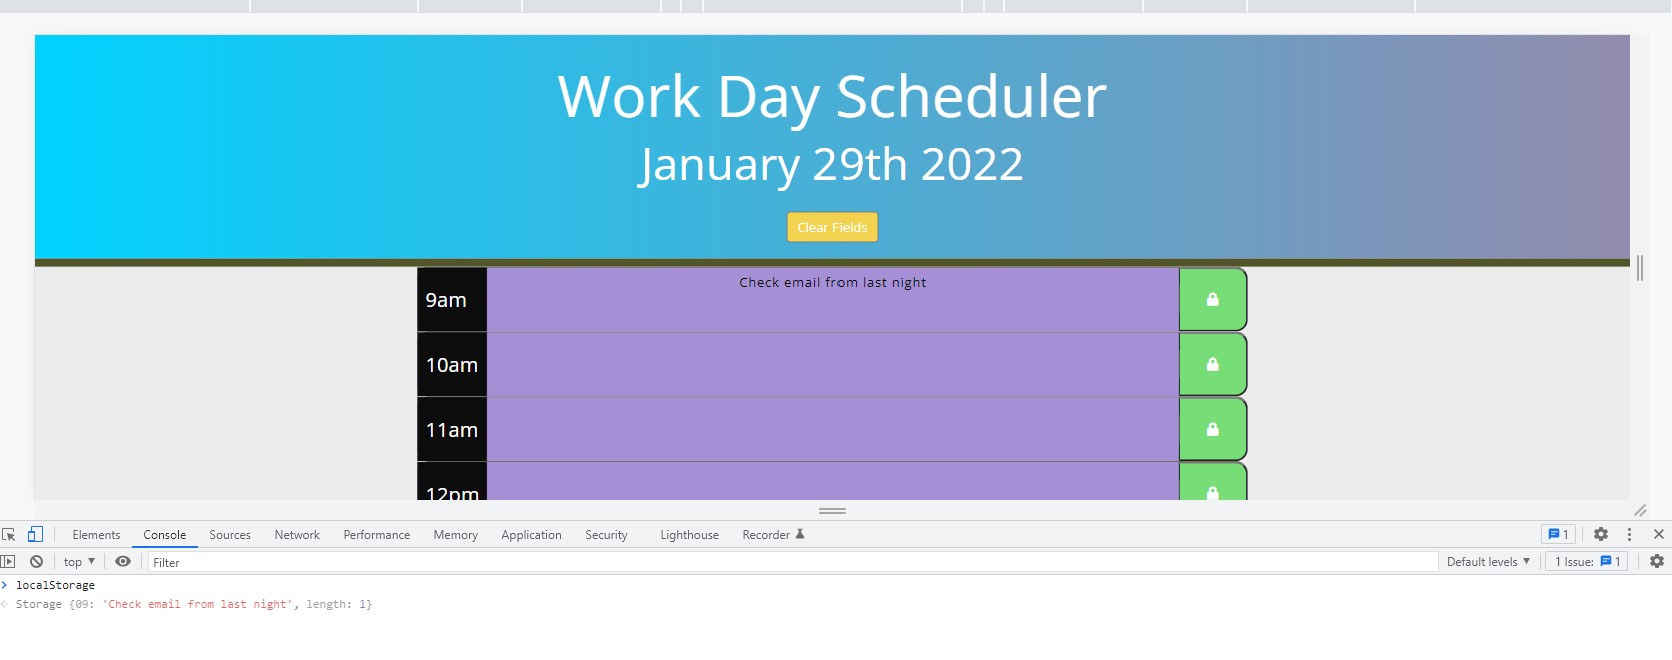 Work Day Scheduler
January 29th 2022
Clear Fields
9am
Check email from last night
10am
11am
12pm
Elements Console Sources Network Performance Memory Application Security Lighthouse Recorder 1
top Filter Default levels 1 Issue: 1
localStorage
Storage {09: 'Check email from last night', length: 1}